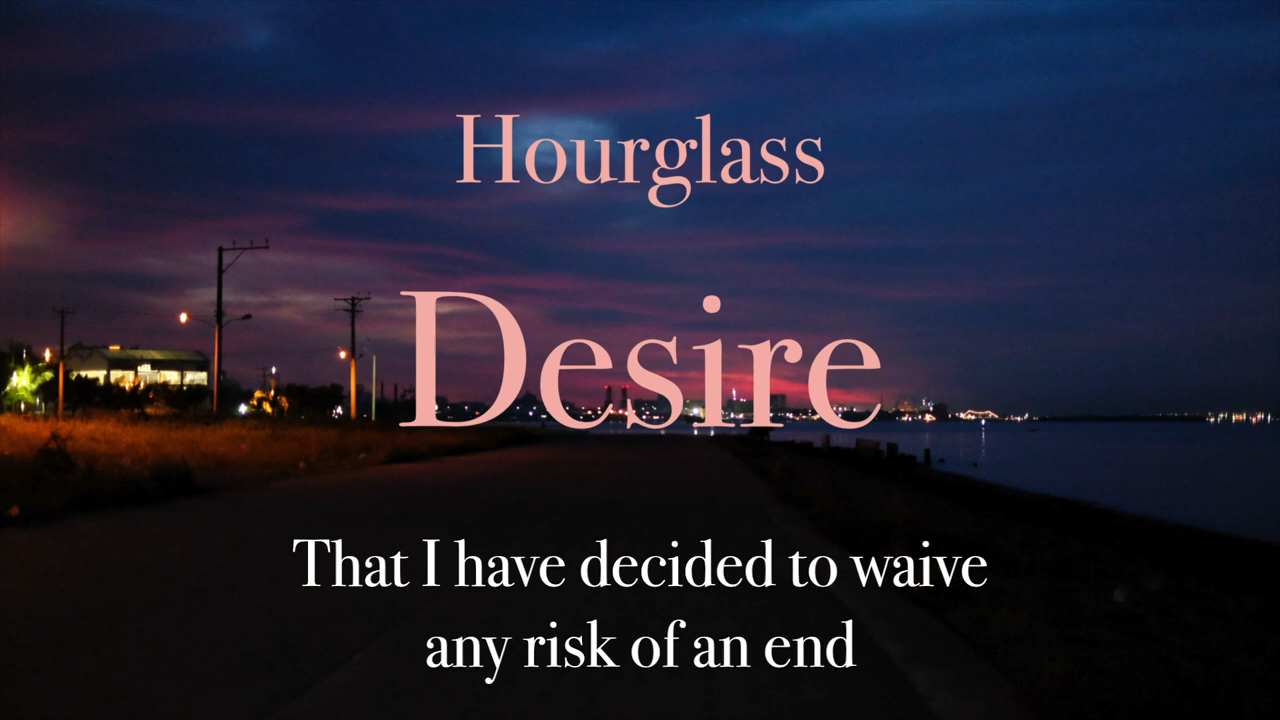 Hourglass
Desire
That I have decided to waive
any risk of an end